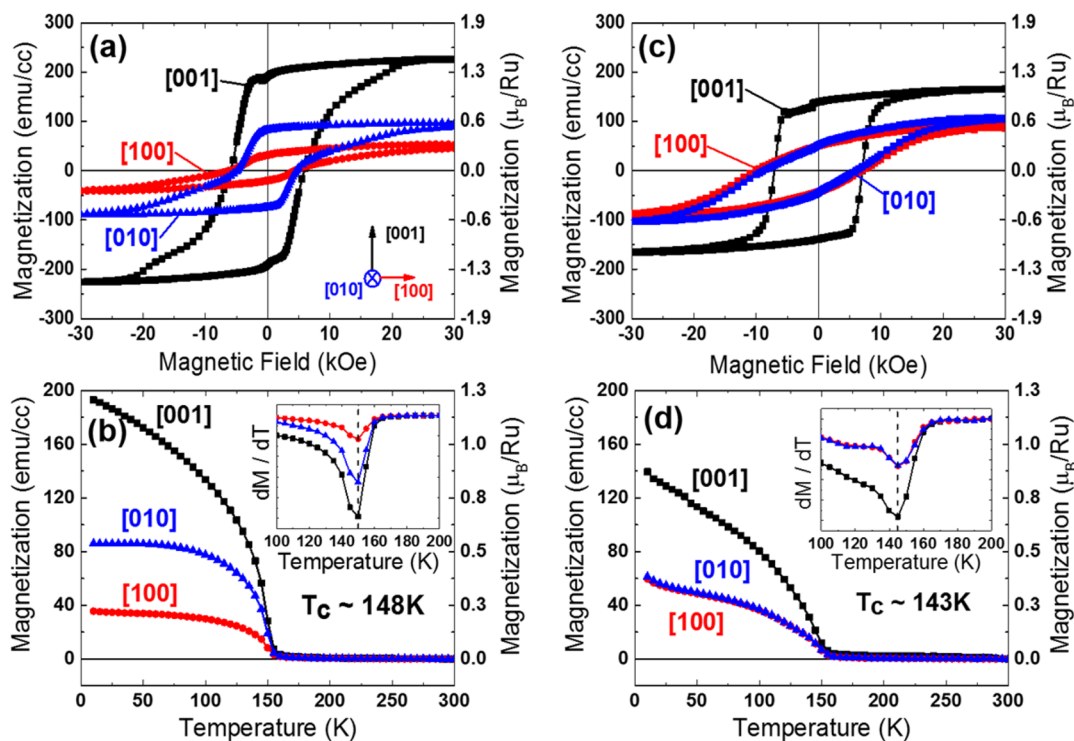 (a)
[001]
[100]
[010]
[001]
[010]
[100]
300
200
100
0
-100
-200
-300
Magnetization (emu/cc)
1.9
1.3
0.6
0.0
-0.6
-1.3
-1.9
Magnetization (μB/Ru)
-30 -20 -10 0 10 20 30
Magnetic Field (kOe)
(c)
[001]
[100]
[010]
300
200
100
0
-100
-200
-300
Magnetization (emu/cc)
1.9
1.3
0.6
0.0
-0.6
-1.3
-1.9
Magnetization (μB/Ru)
-30 -20 -10 0 10 20 30
Magnetic Field (kOe)
(b)
[001]
[010]
[100]
TC ~ 148K
200
160
120
80
40
0
Magnetization (emu/cc)
1.3
1.0
0.8
0.5
0.2
0.0
Magnetization (μB/Ru)
dM / dT
100 120 140 160 180 200
Temperature (K)
0 50 100 150 200 250 300
Temperature (K)
(d)
[001]
[010]
[100]
TC ~ 143K
200
160
120
80
40
0
Magnetization (emu/cc)
1.3
1.0
0.8
0.5
0.2
0.0
Magnetization (μB/Ru)
dM / dT
100 120 140 160 180 200
Temperature (K)
0 50 100 150 200 250 300
Temperature (K)